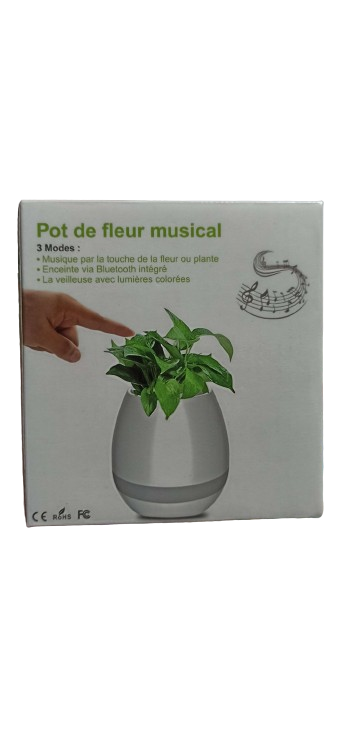 Pot de fleur musical
3 Modes :
• Musique par la touche de la fleur ou plante
• Enceinte via Bluetooth intégré
• La veilleuse avec lumières colorées
CE RoHS FC